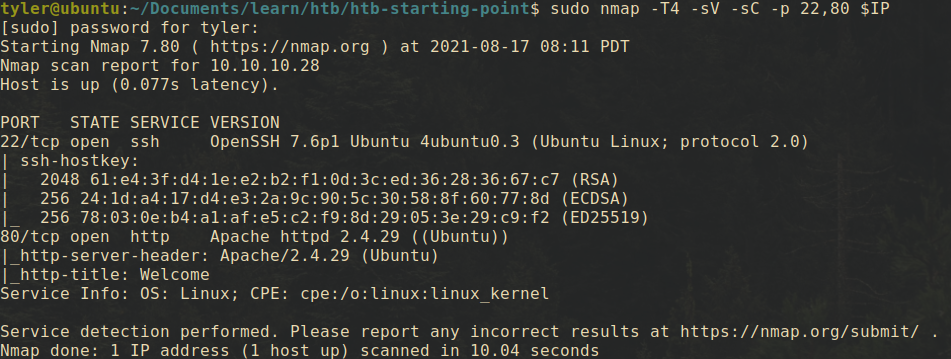 tyler@ubuntu:~/Documents/learn/htb/htb-starting-point$ sudo nmap -T4 -sV -sC -p 22,80 $IP
[sudo] password for tyler:
Starting Nmap 7.80 ( https://nmap.org ) at 2021-08-17 08:11 PDT
Nmap scan report for 10.10.10.28
Host is up (0.077s latency).

PORT   STATE SERVICE VERSION
22/tcp open  ssh     OpenSSH 7.6p1 Ubuntu 4ubuntu0.3 (Ubuntu Linux; protocol 2.0)
| ssh-hostkey:
|   2048 61:e4:3f:d4:1e:e2:b2:f1:0d:3c:ed:36:28:36:67:c7 (RSA)
|   256 24:1d:a4:17:d4:e3:2a:9c:90:5c:30:58:8f:60:77:8d (ECDSA)
|_  256 78:03:0e:b4:a1:af:e5:c2:f9:8d:29:05:3e:29:c9:f2 (ED25519)
80/tcp open  http    Apache httpd 2.4.29 ((Ubuntu))
|_http-server-header: Apache/2.4.29 (Ubuntu)
|_http-title: Welcome
Service Info: OS: Linux; CPE: cpe:/o:linux:linux_kernel

Service detection performed. Please report any incorrect results at https://nmap.org/submit/ .
Nmap done: 1 IP address (1 host up) scanned in 10.04 seconds